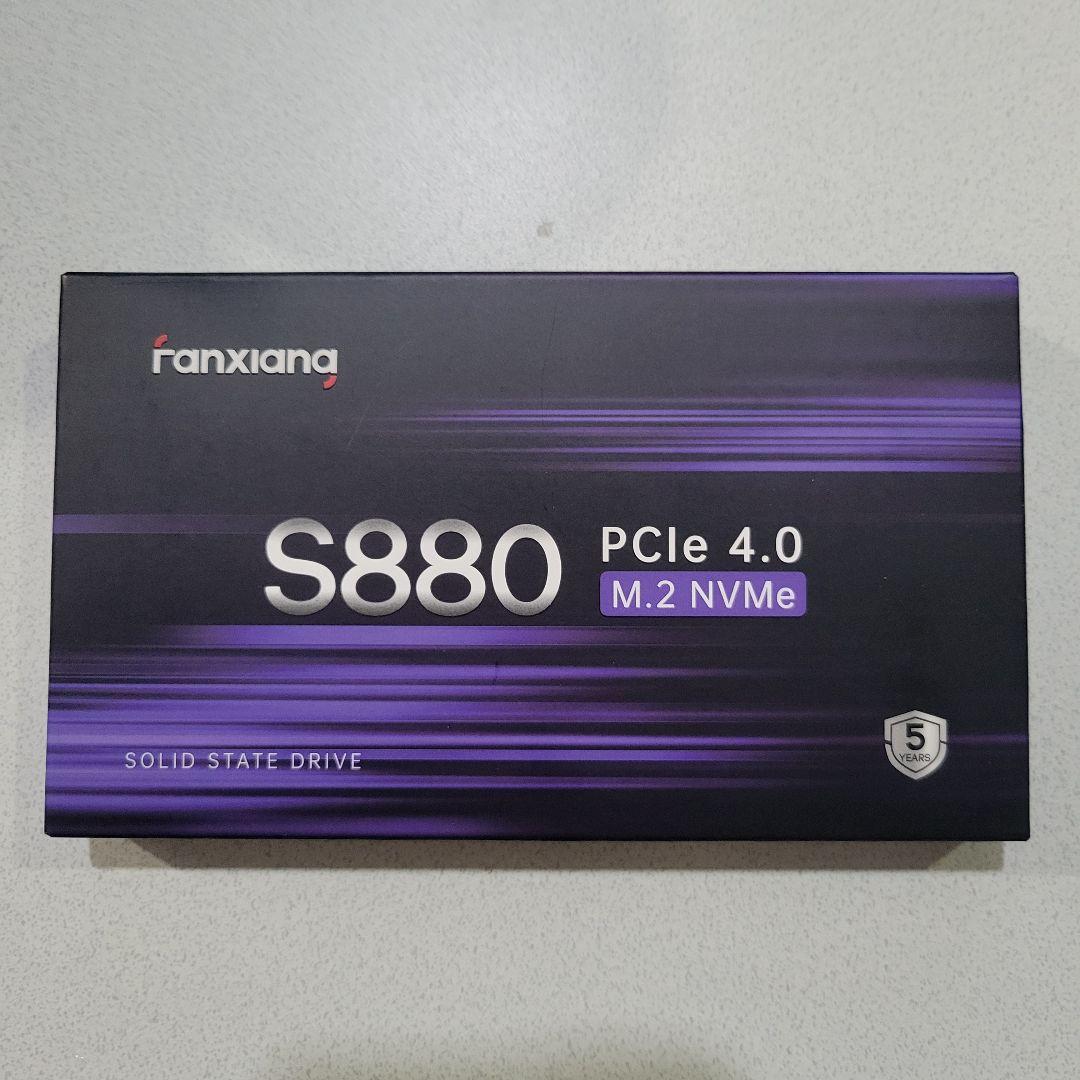 fanxiang
S880
PCIe 4.0
M.2 NVMe
SOLID STATE DRIVE
5
YEARS